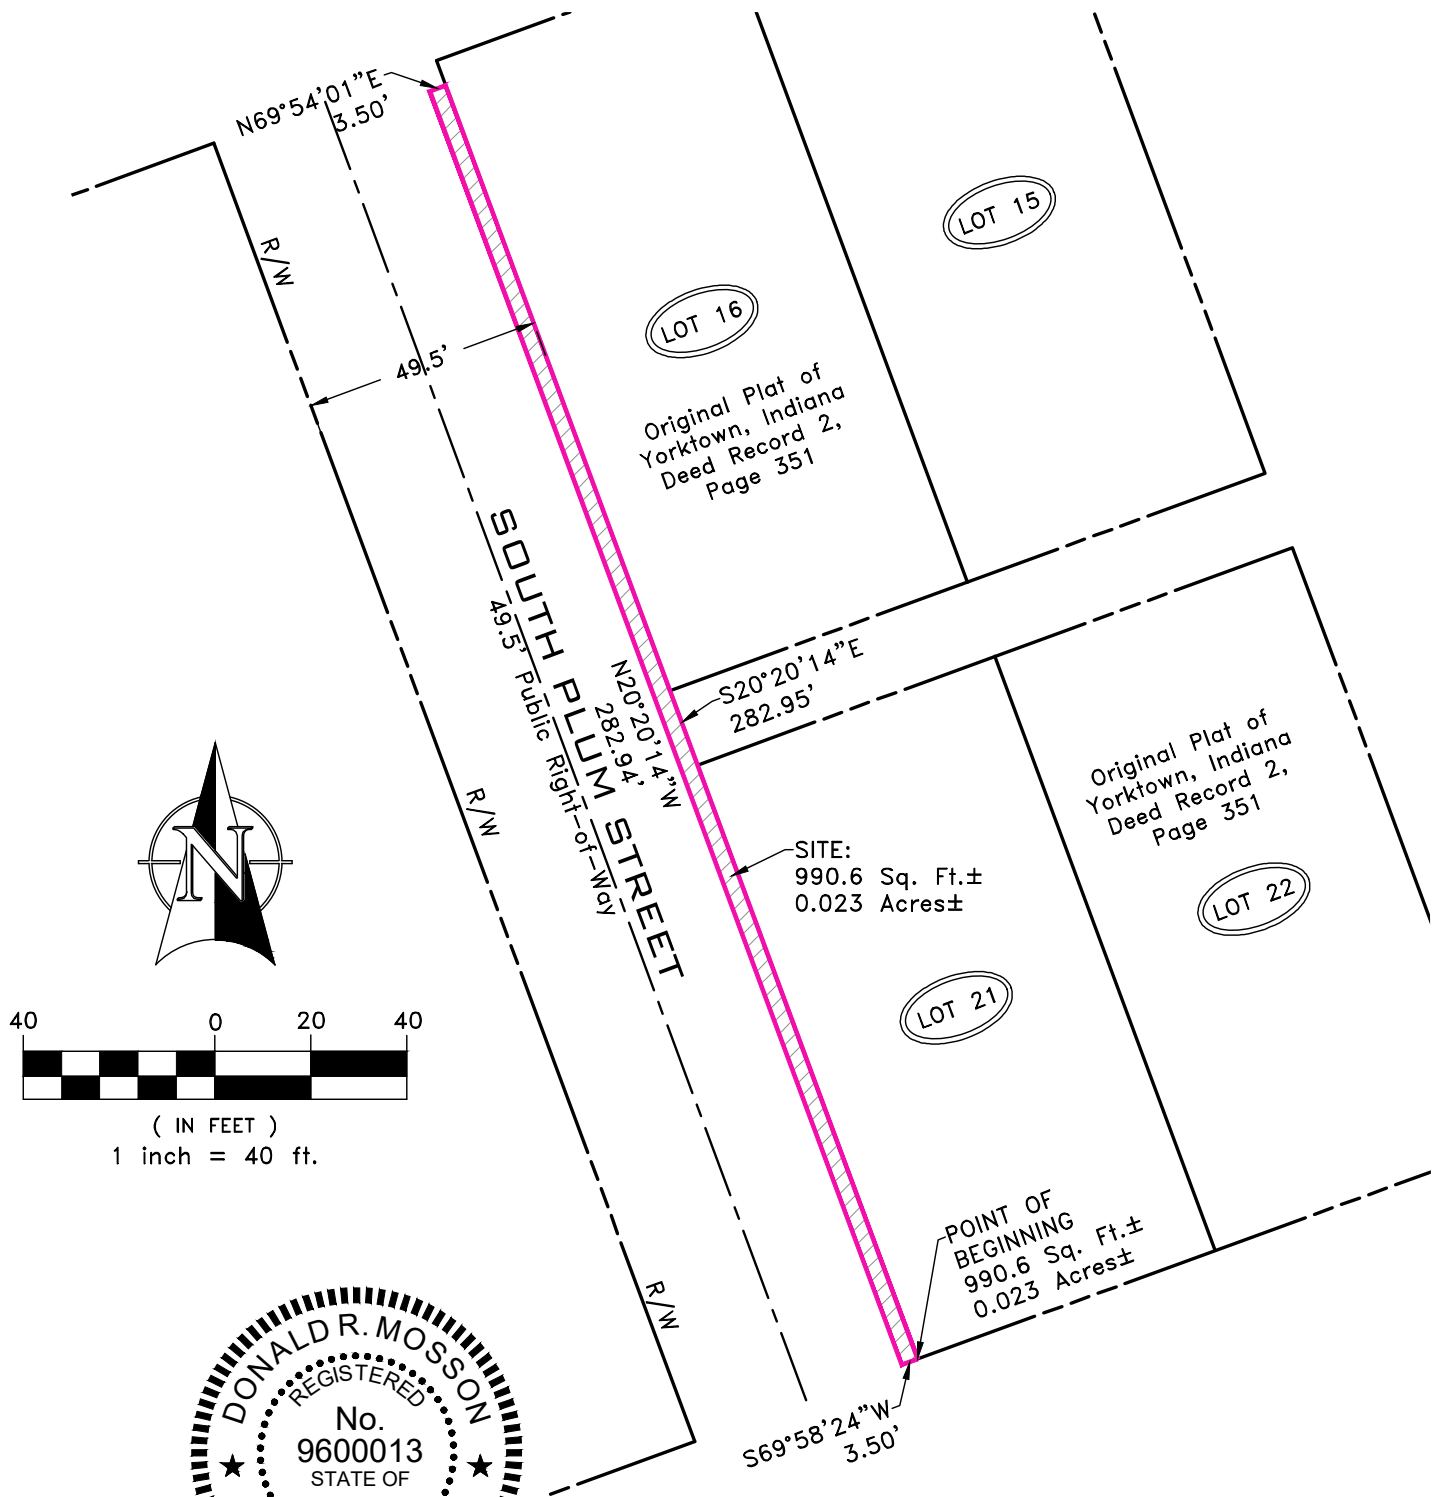 N69°54'01"E
3.50'
R/W
49.5'
LOT 15
LOT 16
Original Plat of
Yorktown, Indiana
Deed Record 2,
Page 351
SOUTH PLUM STREET
49.5' Public Right-of-Way
N20°20'14"W
282.94'
S20°20'14"E
282.95'
R/W
Original Plat of
Yorktown, Indiana
Deed Record 2,
Page 351
LOT 22
SITE:
990.6 Sq. Ft.±
0.023 Acres±
LOT 21
N
40 0 20 40
( IN FEET )
1 inch = 40 ft.
POINT OF
BEGINNING
990.6 Sq. Ft.±
0.023 Acres±
R/W
S69°58'24"W
3.50'
DONALD R. MOSSON
REGISTERED
No.
9600013
STATE OF